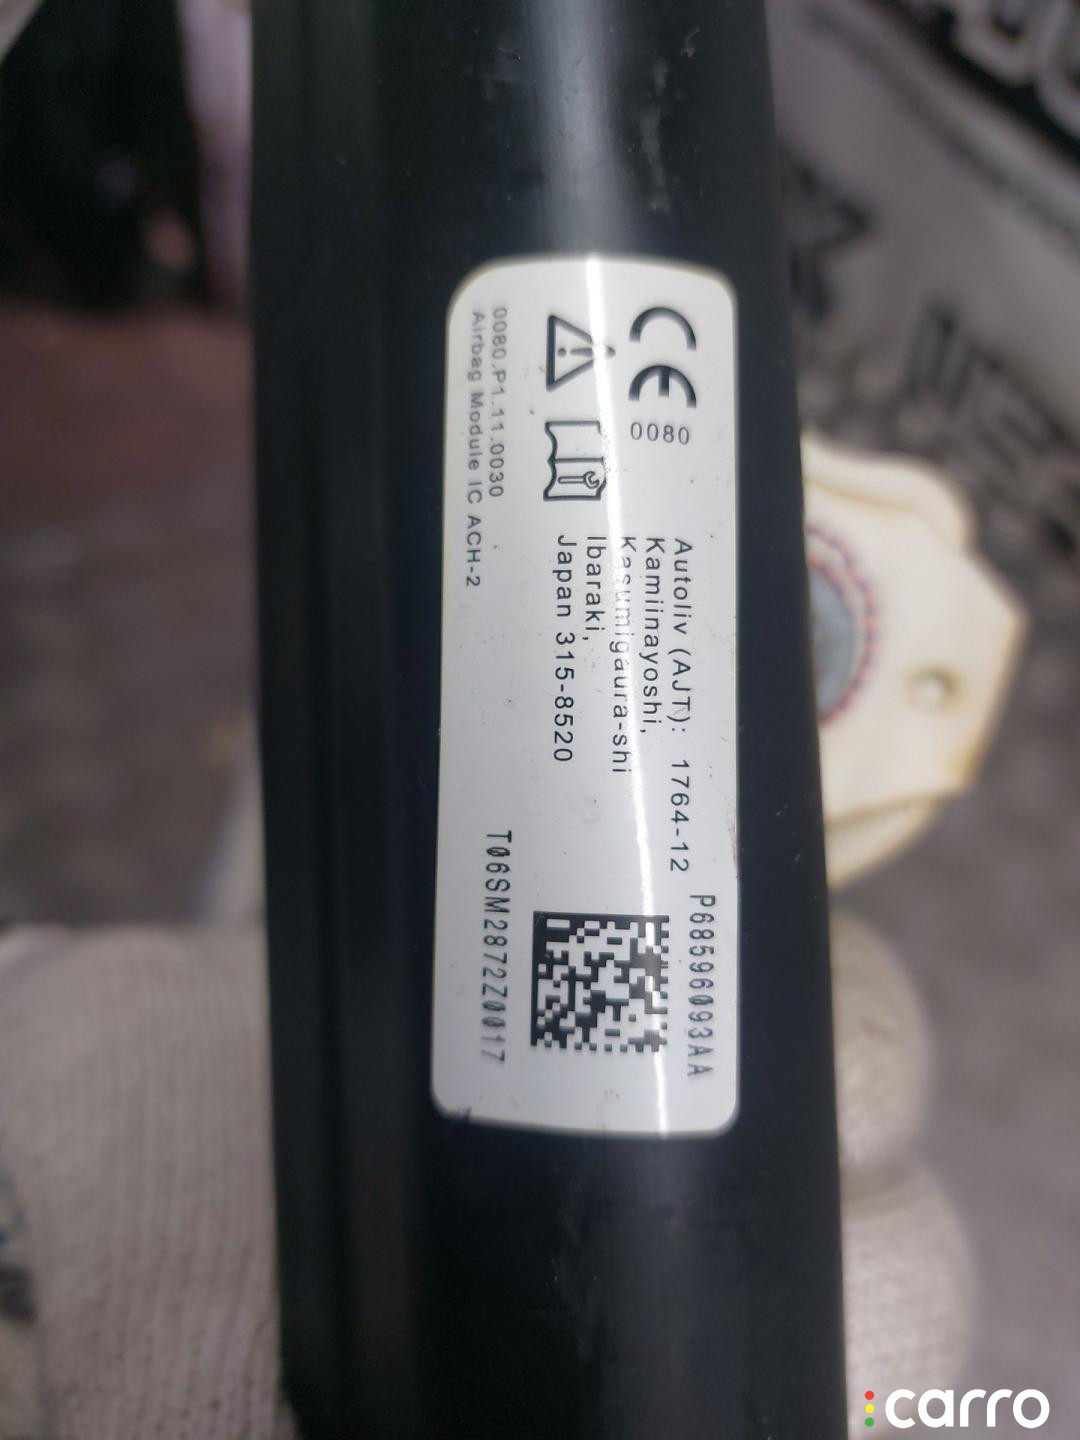 CE 0080
Autoliv (AJT): 1764-12
Kamiinayoshi,
Kasumigaura-shi
Ibaraki,
Japan 315-8520
0080.P1.11.0030
Airbag Module IC ACH-2
P68596093AA
T06SM2872Z0017
carro